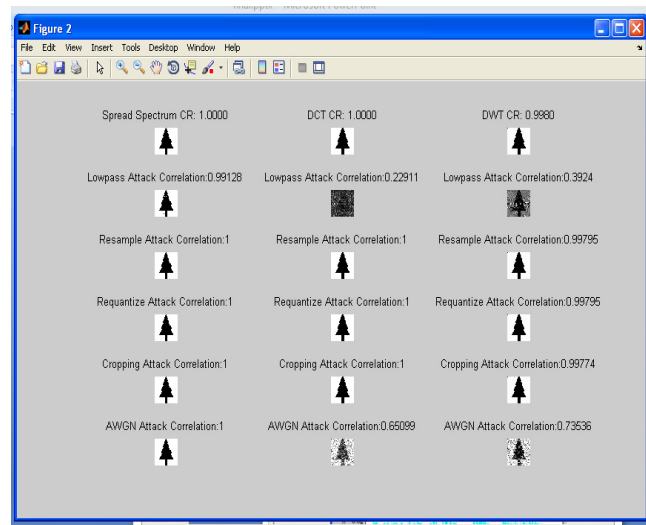 Figure 2
File Edit View Insert Tools Desktop Window Help
Spread Spectrum CR: 1.0000 DCT CR: 1.0000 DWT CR: 0.9980
Lowpass Attack Correlation:0.99128 Lowpass Attack Correlation:0.22911 Lowpass Attack Correlation:0.3924
Resample Attack Correlation:1 Resample Attack Correlation:1 Resample Attack Correlation:0.99795
Requantize Attack Correlation:1 Requantize Attack Correlation:1 Requantize Attack Correlation:0.99795
Cropping Attack Correlation:1 Cropping Attack Correlation:1 Cropping Attack Correlation:0.99774
AWGN Attack Correlation:1 AWGN Attack Correlation:0.65099 AWGN Attack Correlation:0.73536